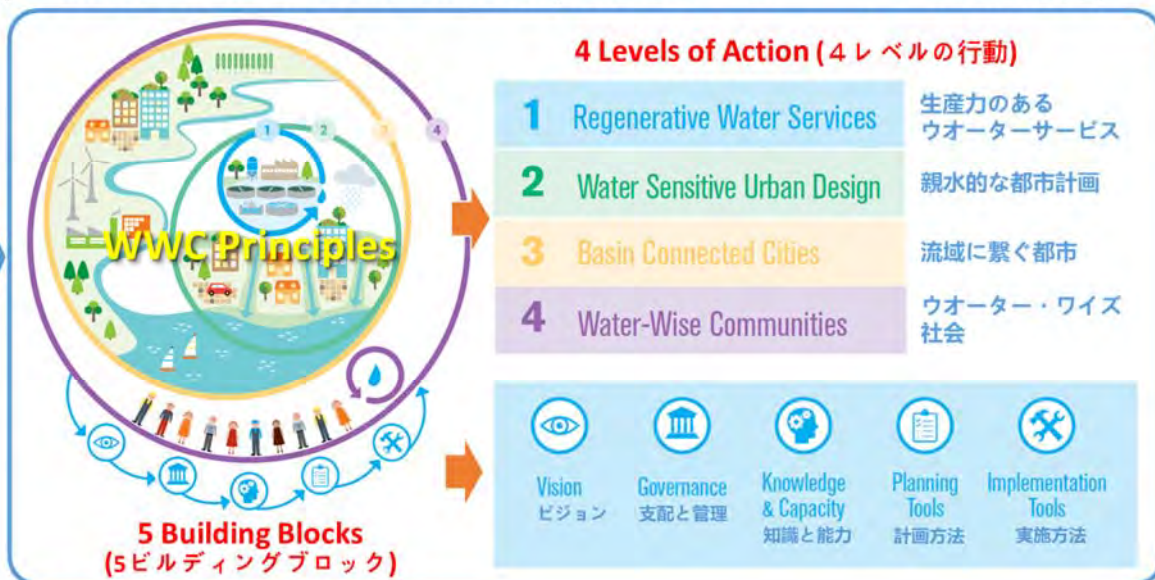 1
2
3
4
WWC Principles
5 Building Blocks
(5ビルディングブロック)
4 Levels of Action (４レベルの行動)
1 Regenerative Water Services
生産力のある
ウオーターサービス
2 Water Sensitive Urban Design
親水的な都市計画
3 Basin Connected Cities
流域に繋ぐ都市
4 Water-Wise Communities
ウオーター・ワイズ
社会
Vision
ビジョン
Governance
支配と管理
Knowledge
& Capacity
知識と能力
Planning
Tools
計画方法
Implementation
Tools
実施方法